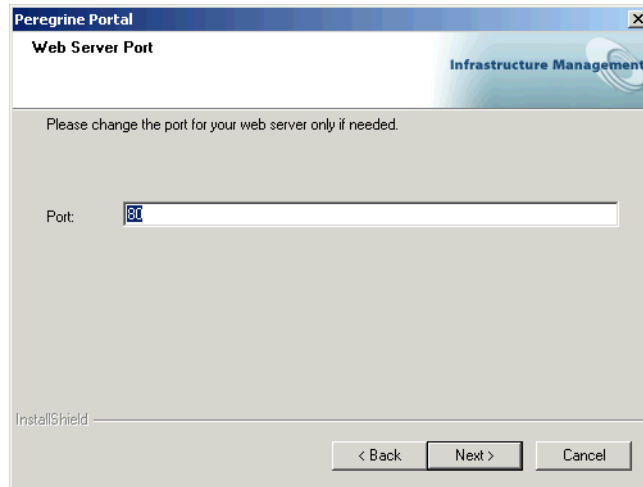 Peregrine Portal
Web Server Port
Infrastructure Management
Please change the port for your web server only if needed.
Port: 80
InstallShield
< Back Next > Cancel